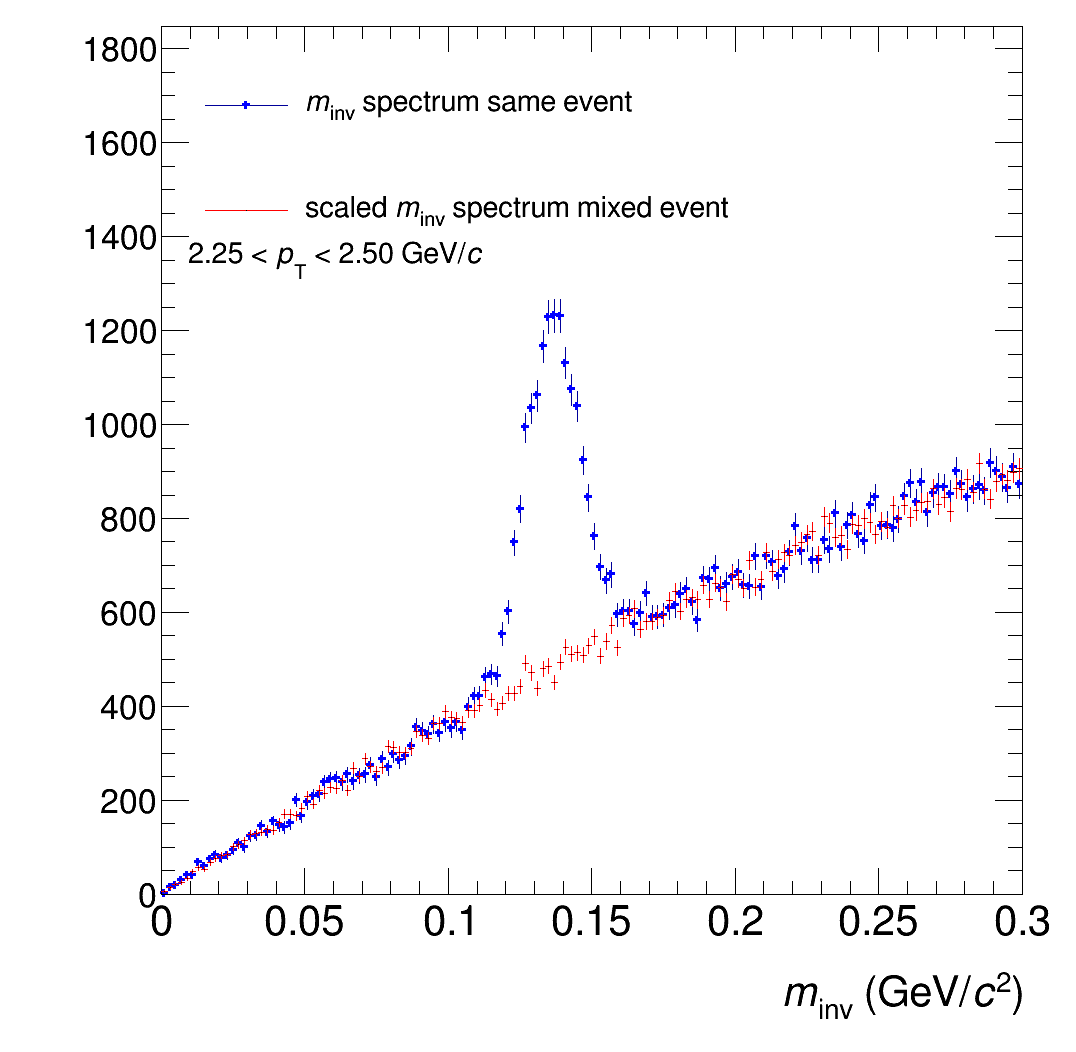 1800
m_inv spectrum same event
1600
scaled m_inv spectrum mixed event
1400
2.25 < p_T < 2.50 GeV/c
1200
1000
800
600
400
200
0
0 0.05 0.1 0.15 0.2 0.25 0.3
m_inv (GeV/c²)